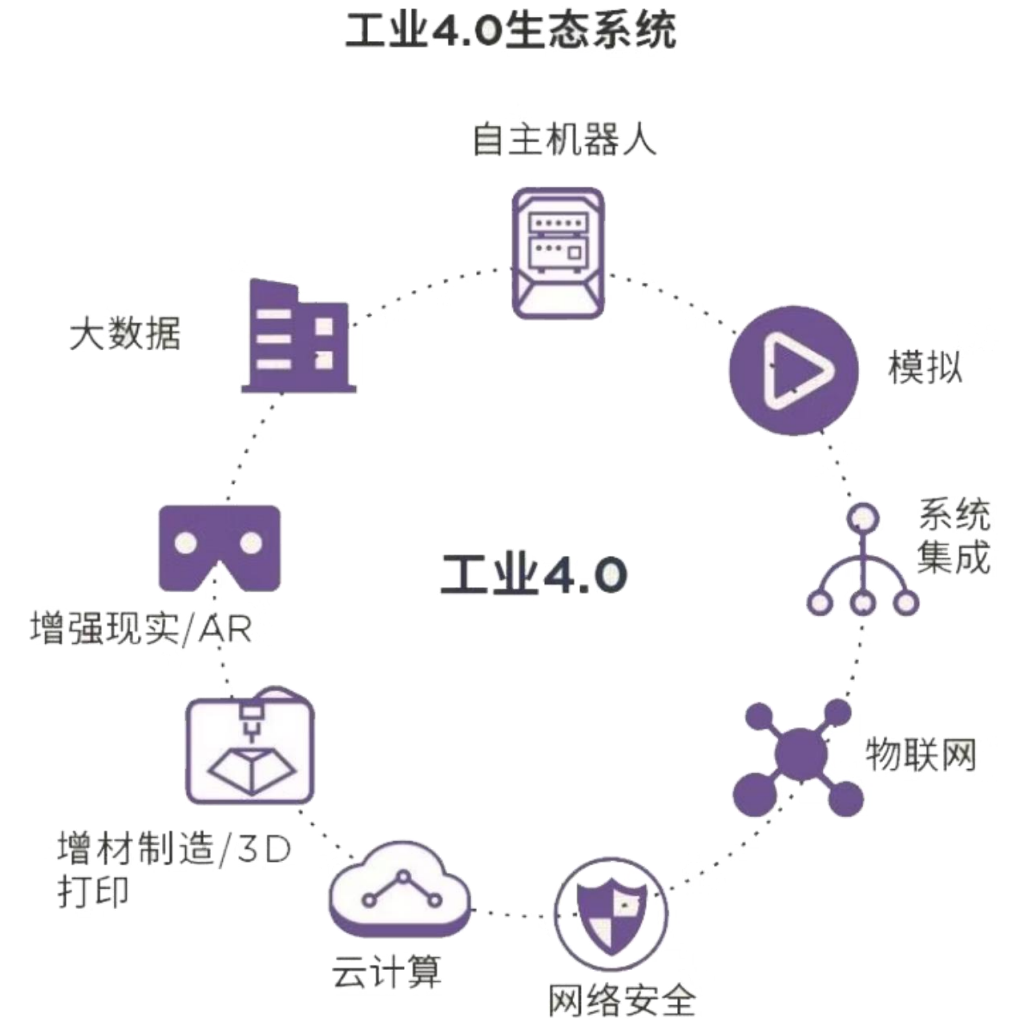 工业4.0生态系统
自主机器人
大数据
模拟
系统
集成
工业4.0
增强现实/AR
物联网
增材制造/3D
打印
云计算
网络安全